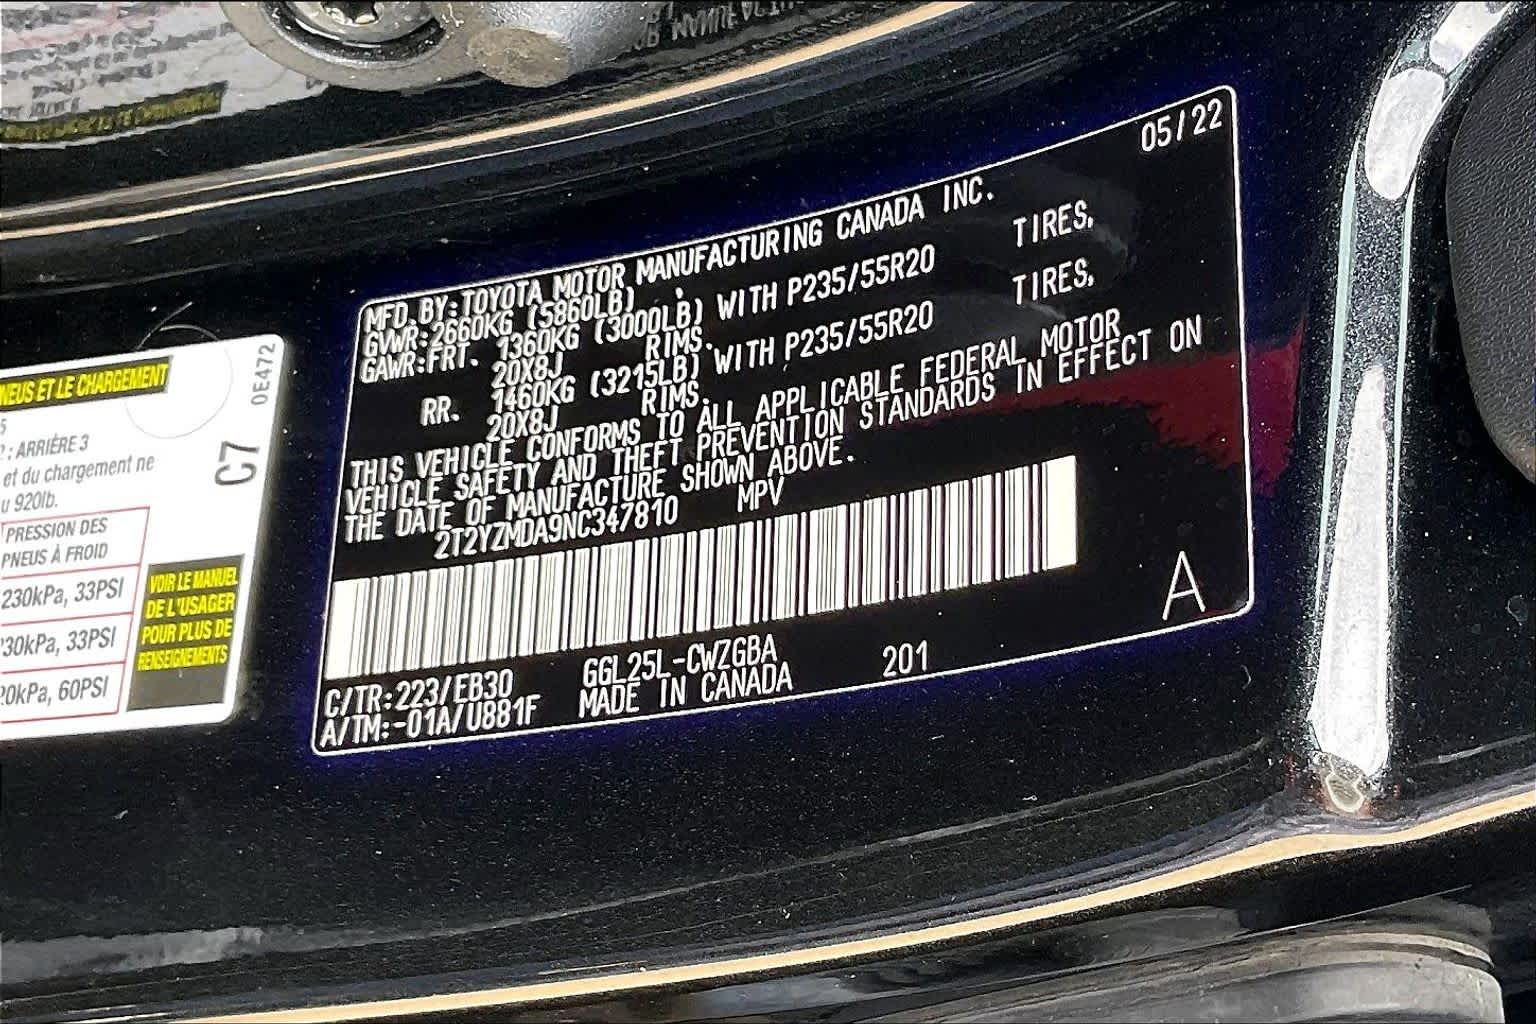 05/22
MFD. BY: TOYOTA MOTOR MANUFACTURING CANADA INC.
GVWR: 2660KG (5860LB)
GAWR: FRT. 1360KG (3000LB) WITH P235/55R20 TIRES,
20X8J RIMS.
RR. 1460KG (3215LB) WITH P235/55R20 TIRES,
20X8J RIMS.
THIS VEHICLE CONFORMS TO ALL APPLICABLE FEDERAL MOTOR
VEHICLE SAFETY AND THEFT PREVENTION STANDARDS IN EFFECT ON
THE DATE OF MANUFACTURE SHOWN ABOVE.
2T2YZMDA9NC347810 MPV
A
C/TR: 223/EB30 GGL25L-CWZGBA
A/TM: -01A/U881F MADE IN CANADA 201
ET LE CHARGEMENT
0E472
C7
: ARRIÈRE 3
et du chargement ne
920lb.
PRESSION DES
PNEUS À FROID
230kPa, 33PSI
30kPa, 33PSI
0kPa, 60PSI
VOIR LE MANUEL
DE L'USAGER
POUR PLUS DE
RENSEIGNEMENTS